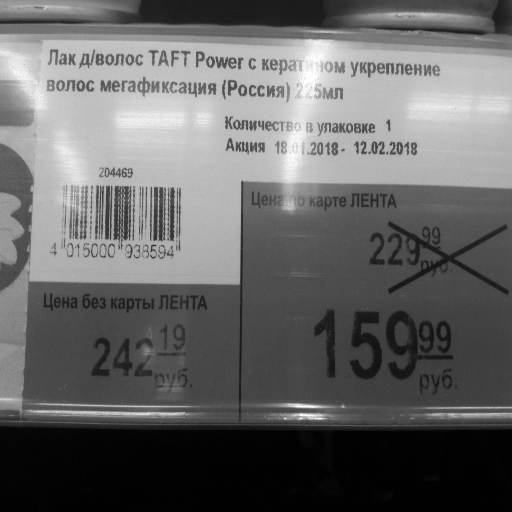 Лак д/волос TAFT Power с кератином укрепление
волос мегафиксация (Россия) 225мл
Количество в упаковке 1
Акция 18.01.2018 - 12.02.2018
204469
4 015000 938594
Цена по карте ЛЕНТА
229 99
руб.
Цена без карты ЛЕНТА
242 19
руб.
159 99
руб.